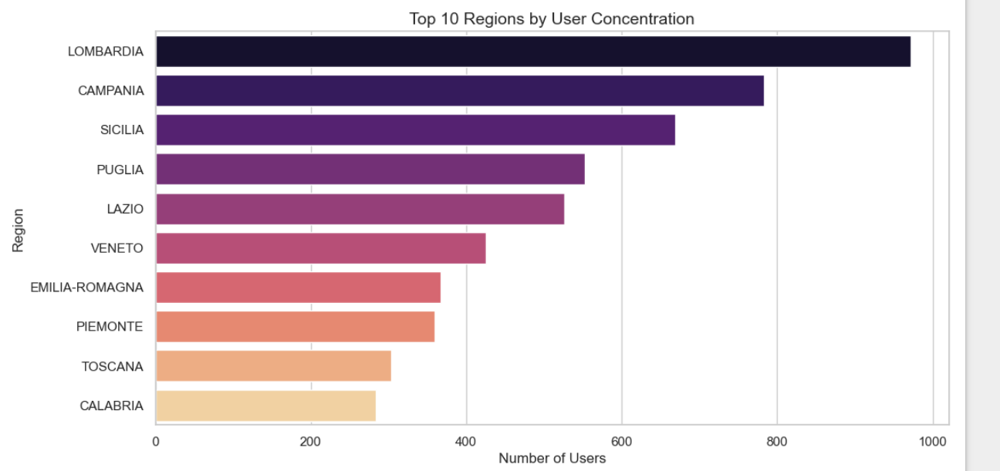 Top 10 Regions by User Concentration
LOMBARDIA
CAMPANIA
SICILIA
PUGLIA
LAZIO
VENETO
EMILIA-ROMAGNA
PIEMONTE
TOSCANA
CALABRIA
Region
0 200 400 600 800 1000
Number of Users